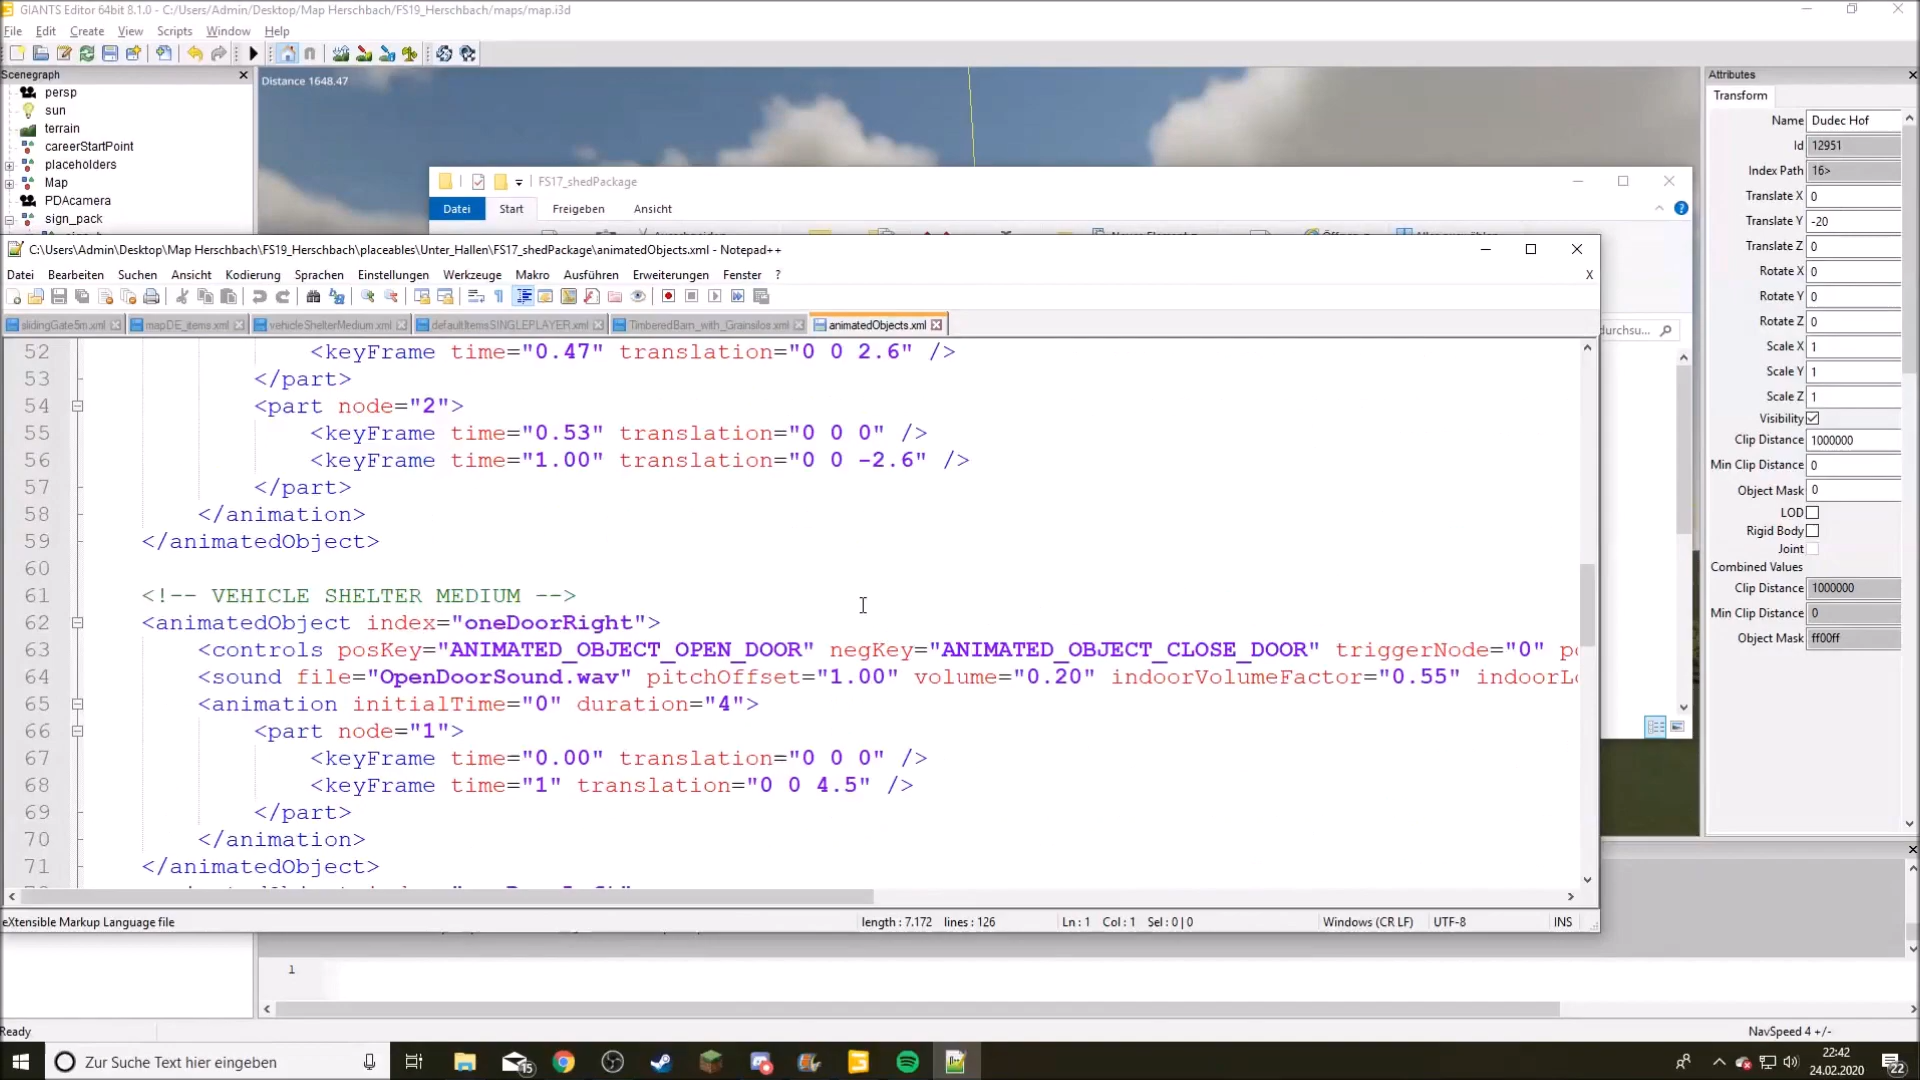 GIANTS Editor 64bit 8.1.0 - C:/Users/Admin/Desktop/Map Herschbach/FS19_Herschbach/maps/map.i3d
File Edit Create View Scripts Window Help
Scenegraph
persp
sun
terrain
careerStartPoint
placeholders
Map
PDAcamera
sign_pack
Distance 1648.47
FS17_shedPackage
Datei Start Freigeben Ansicht
C:\Users\Admin\Desktop\Map Herschbach\FS19_Herschbach\placeables\Unter_Hallen\FS17_shedPackage\animatedObjects.xml - Notepad++
Datei Bearbeiten Suchen Ansicht Kodierung Sprachen Einstellungen Werkzeuge Makro Ausführen Erweiterungen Fenster ? X
slidingGate5m.xml mapDE_items.xml vehicleShelterMedium.xml defaultItemsSINGLEPLAYER.xml TimberedBarn_with_Grainsilos.xml animatedObjects.xml
52 <keyFrame time="0.47" translation="0 0 2.6" />
53 </part>
54 <part node="2">
55 <keyFrame time="0.53" translation="0 0 0" />
56 <keyFrame time="1.00" translation="0 0 -2.6" />
57 </part>
58 </animation>
59 </animatedObject>
60
61 <!-- VEHICLE SHELTER MEDIUM -->
62 <animatedObject index="oneDoorRight">
63 <controls posKey="ANIMATED_OBJECT_OPEN_DOOR" negKey="ANIMATED_OBJECT_CLOSE_DOOR" triggerNode="0" po
64 <sound file="OpenDoorSound.wav" pitchOffset="1.00" volume="0.20" indoorVolumeFactor="0.55" indoorLo
65 <animation initialTime="0" duration="4">
66 <part node="1">
67 <keyFrame time="0.00" translation="0 0 0" />
68 <keyFrame time="1" translation="0 0 4.5" />
69 </part>
70 </animation>
71 </animatedObject>
eXtensible Markup Language file length : 7.172 lines : 126 Ln : 1 Col : 1 Sel : 0 | 0 Windows (CR LF) UTF-8 INS
durchsu...
Attributes
Transform
Name Dudec Hof
Id 12951
Index Path 16>
Translate X 0
Translate Y -20
Translate Z 0
Rotate X 0
Rotate Y 0
Rotate Z 0
Scale X 1
Scale Y 1
Scale Z 1
Visibility
Clip Distance 1000000
Min Clip Distance 0
Object Mask 0
LOD
Rigid Body
Joint
Combined Values
Clip Distance 1000000
Min Clip Distance 0
Object Mask ff00ff
1
Ready NavSpeed 4 +/-
Zur Suche Text hier eingeben
15
22:42
24.02.2020
22